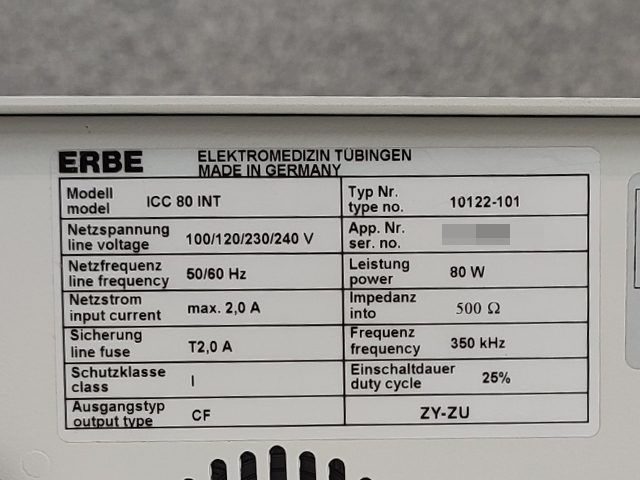 ERBE ELEKTROMEDIZIN TÜBINGEN
MADE IN GERMANY
Modell
model ICC 80 INT
Typ Nr.
type no. 10122-101
Netzspannung
line voltage 100/120/230/240 V
App. Nr.
ser. no.
Netzfrequenz
line frequency 50/60 Hz
Leistung
power 80 W
Netzstrom
input current max. 2,0 A
Impedanz
into 500 Ω
Sicherung
line fuse T2,0 A
Frequenz
frequency 350 kHz
Schutzklasse
class I
Einschaltdauer
duty cycle 25%
Ausgangstyp
output type CF
ZY-ZU